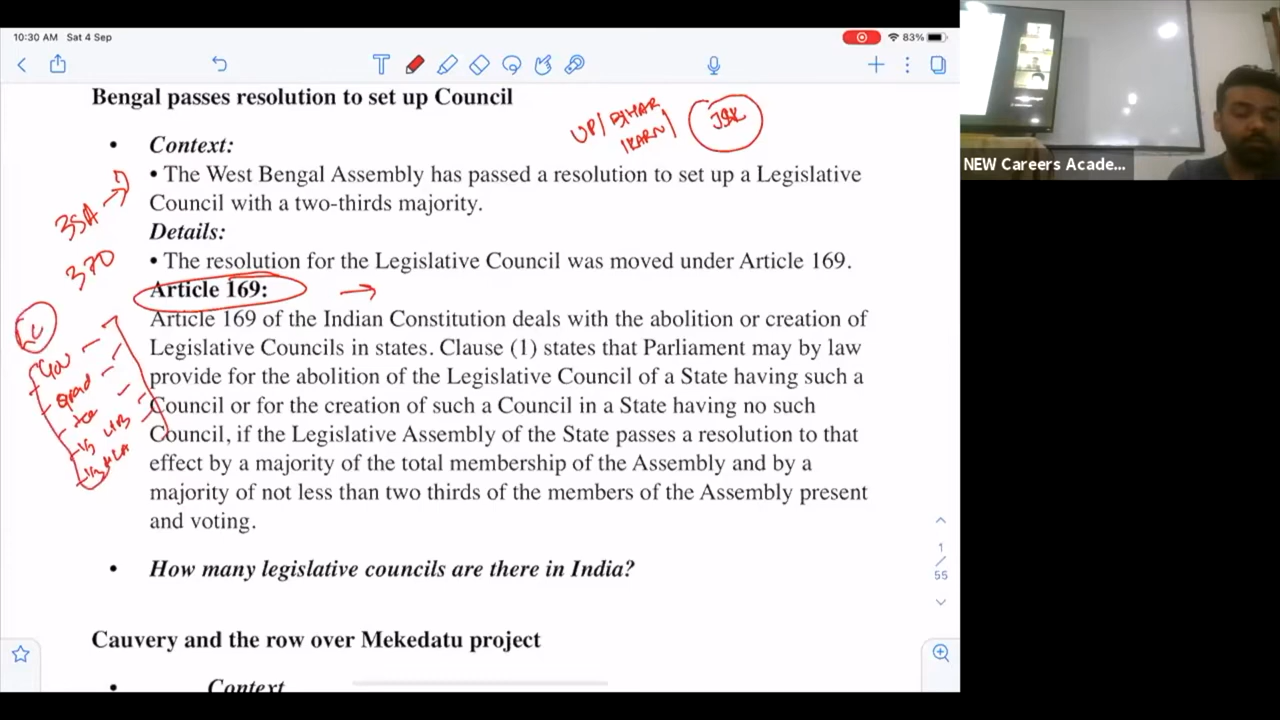 10:30 AM Sat 4 Sep
83%
Bengal passes resolution to set up Council
UP/ BIHAR
/KARN/
J&K
• Context:
• The West Bengal Assembly has passed a resolution to set up a Legislative
Council with a two-thirds majority.
35A
Details:
370
• The resolution for the Legislative Council was moved under Article 169.
Article 169:
LC
Article 169 of the Indian Constitution deals with the abolition or creation of
Legislative Councils in states. Clause (1) states that Parliament may by law
Gov
provide for the abolition of the Legislative Council of a State having such a
Council or for the creation of such a Council in a State having no such
Council, if the Legislative Assembly of the State passes a resolution to that
1/3 MLA
effect by a majority of the total membership of the Assembly and by a
majority of not less than two thirds of the members of the Assembly present
and voting.
• How many legislative councils are there in India?
1
/
55
Cauvery and the row over Mekedatu project
• Context
NEW Careers Acade...